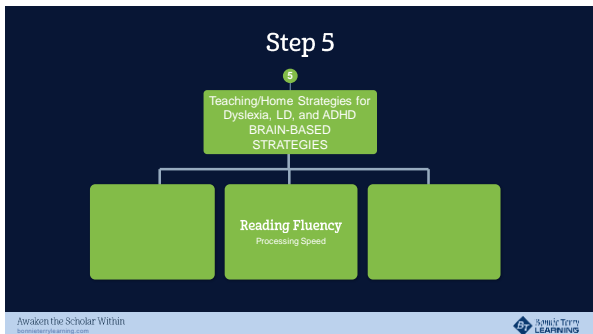 Step 5
5
Teaching/Home Strategies for
Dyslexia, LD, and ADHD
BRAIN-BASED
STRATEGIES
Reading Fluency
Processing Speed
Awaken the Scholar Within
bonnieterrylearning.com
BT
Bonnie Terry
LEARNING